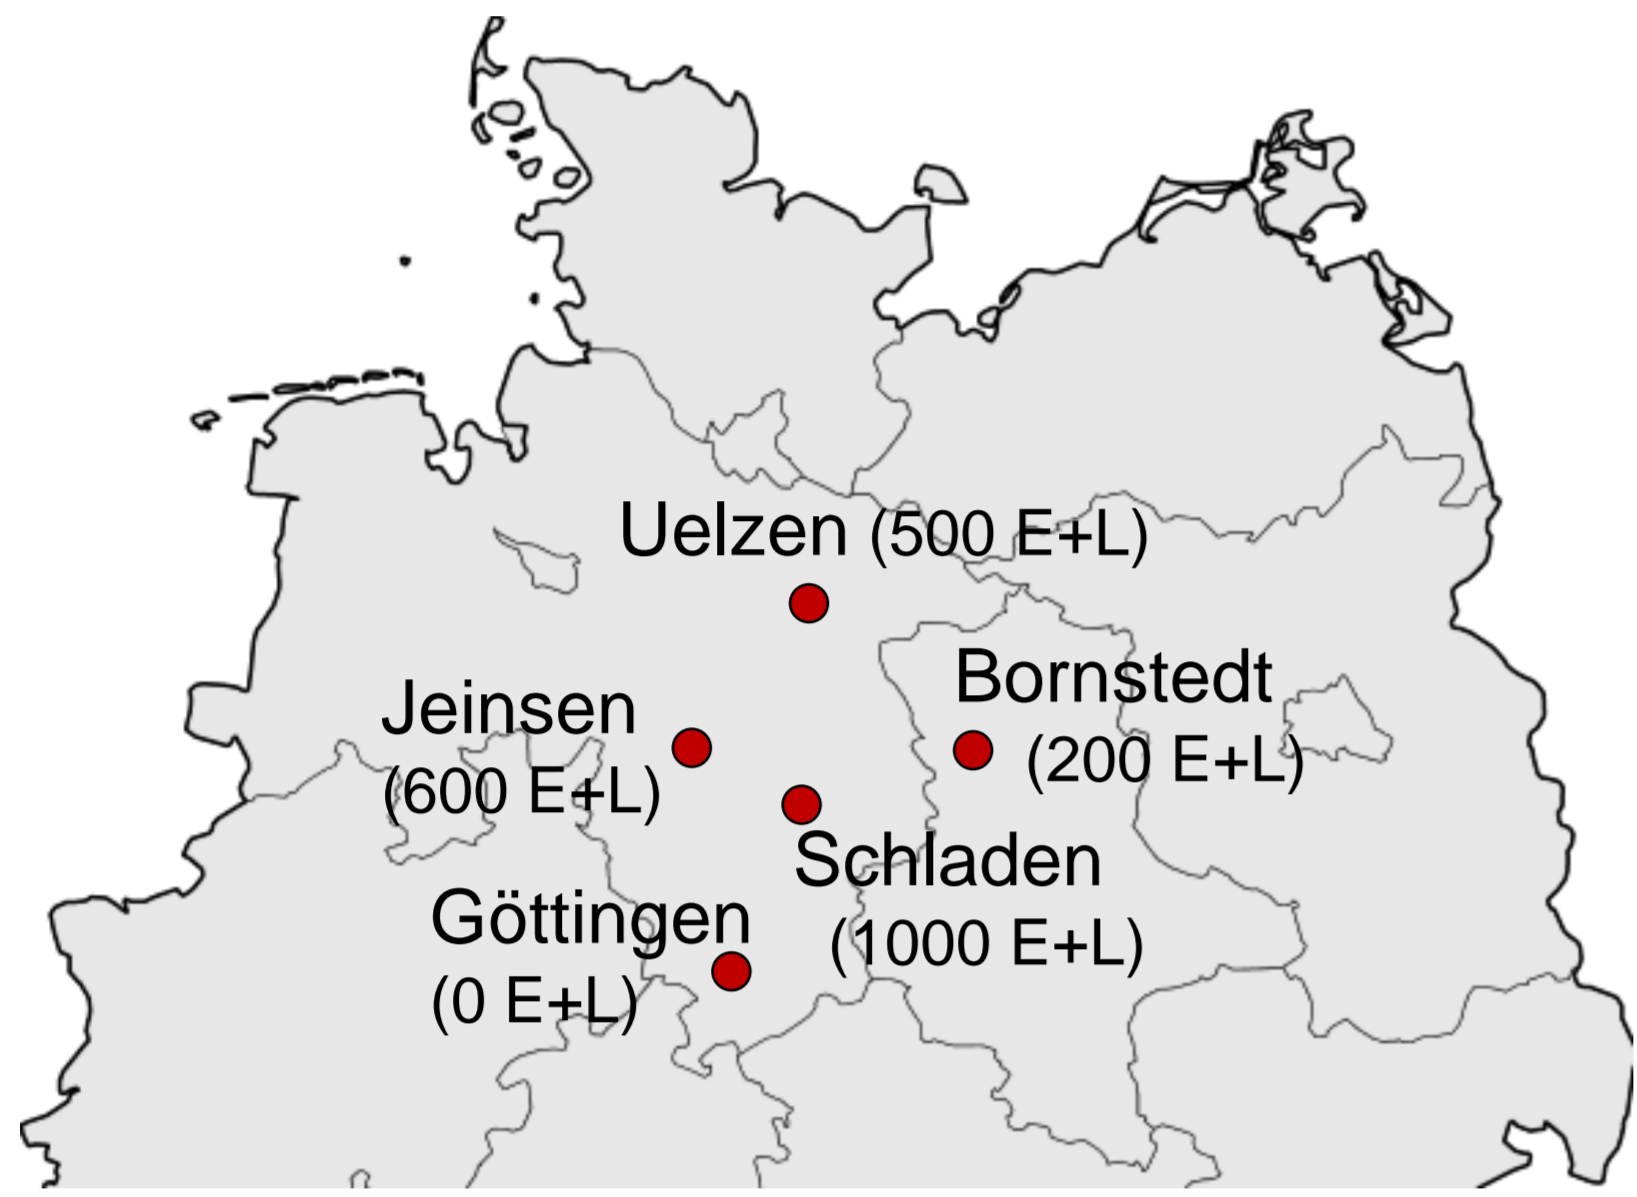 Uelzen (500 E+L)
Bornstedt
(200 E+L)
Jeinsen
(600 E+L)
Schladen
(1000 E+L)
Göttingen
(0 E+L)